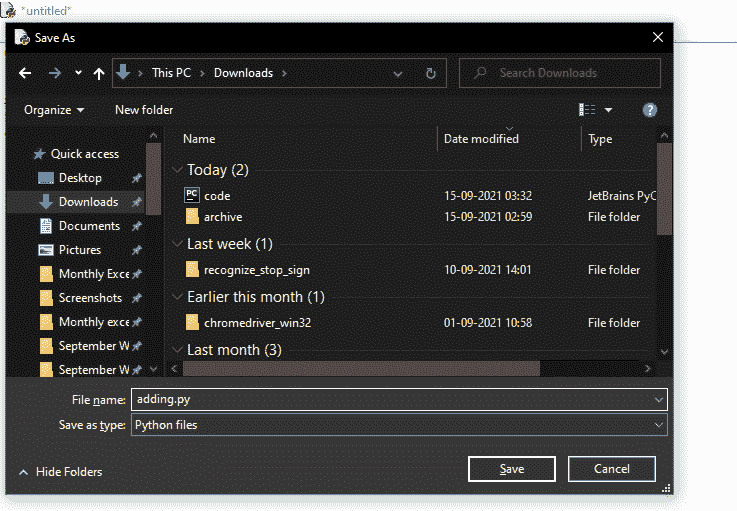 *untitled*
Save As
This PC > Downloads >
Search Downloads
Organize New folder
Name Date modified Type
Quick access
Desktop
Downloads
Documents
Pictures
Monthly Exce
Screenshots
Monthly exce
September W
September W
Today (2)
PC code 15-09-2021 03:32 JetBrains PyC
archive 15-09-2021 02:59 File folder
Last week (1)
recognize_stop_sign 10-09-2021 14:01 File folder
Earlier this month (1)
chromedriver_win32 01-09-2021 10:58 File folder
Last month (3)
File name: adding.py
Save as type: Python files
Hide Folders Save Cancel